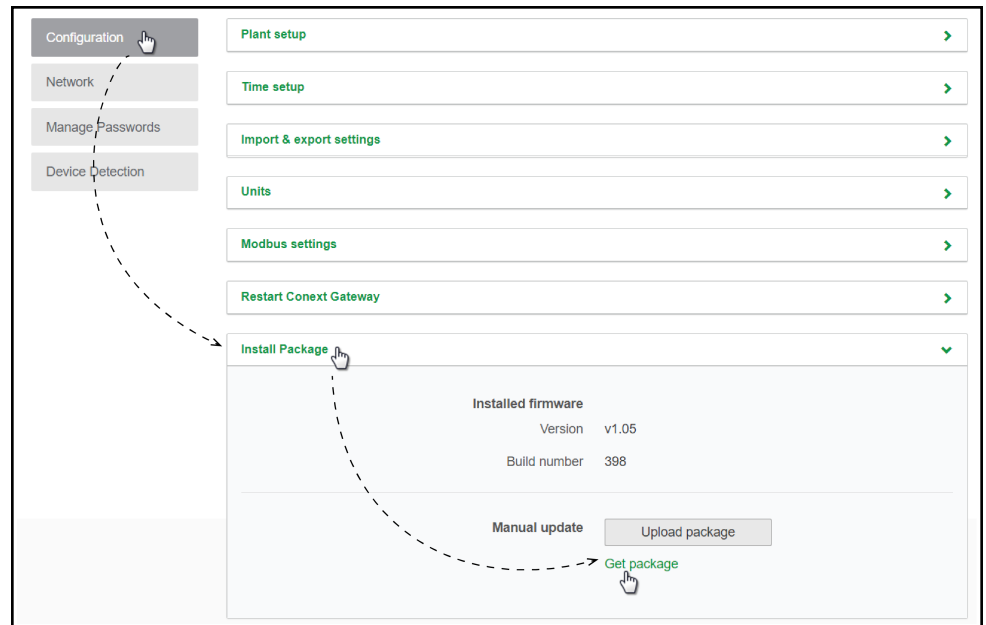 Configuration
Network
Manage Passwords
Device Detection
Plant setup
Time setup
Import & export settings
Units
Modbus settings
Restart Conext Gateway
Install Package
Installed firmware
Version v1.05
Build number 398
Manual update Upload package
Get package